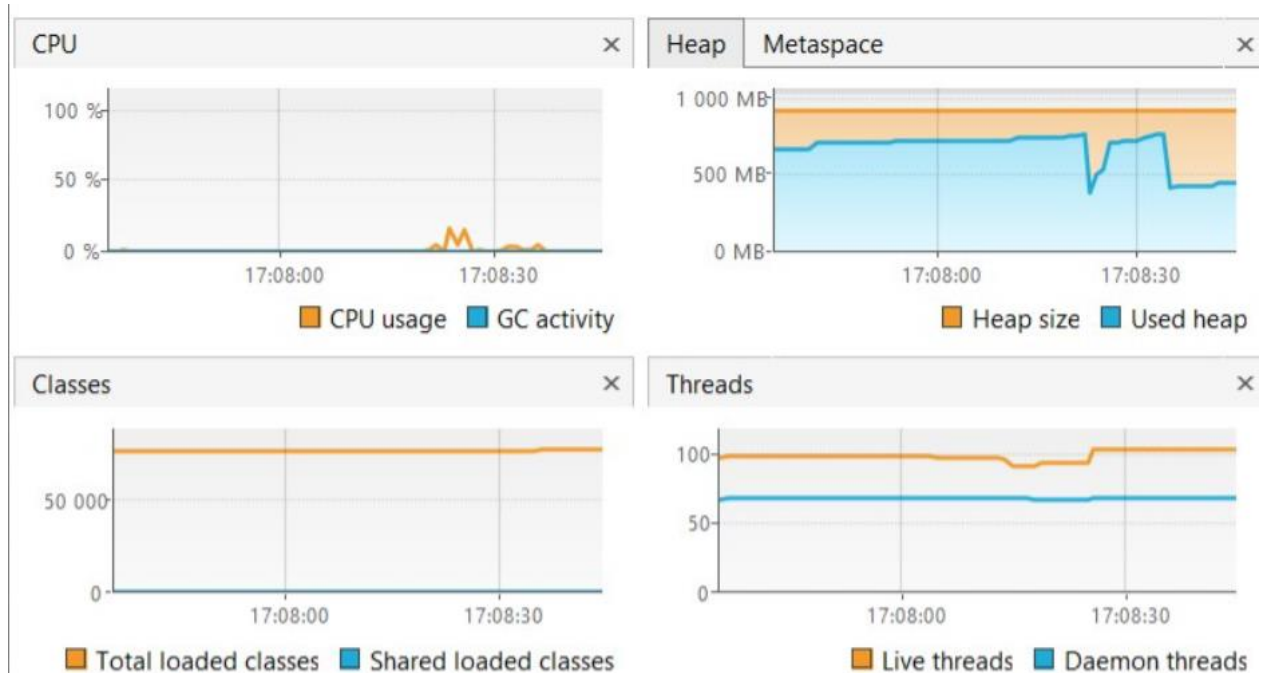 CPU ×
100 %
50 %
0 %
17:08:00 17:08:30
CPU usage GC activity
Heap Metaspace ×
1 000 MB
500 MB
0 MB
17:08:00 17:08:30
Heap size Used heap
Classes ×
50 000
0
17:08:00 17:08:30
Total loaded classes Shared loaded classes
Threads ×
100
50
0
17:08:00 17:08:30
Live threads Daemon threads